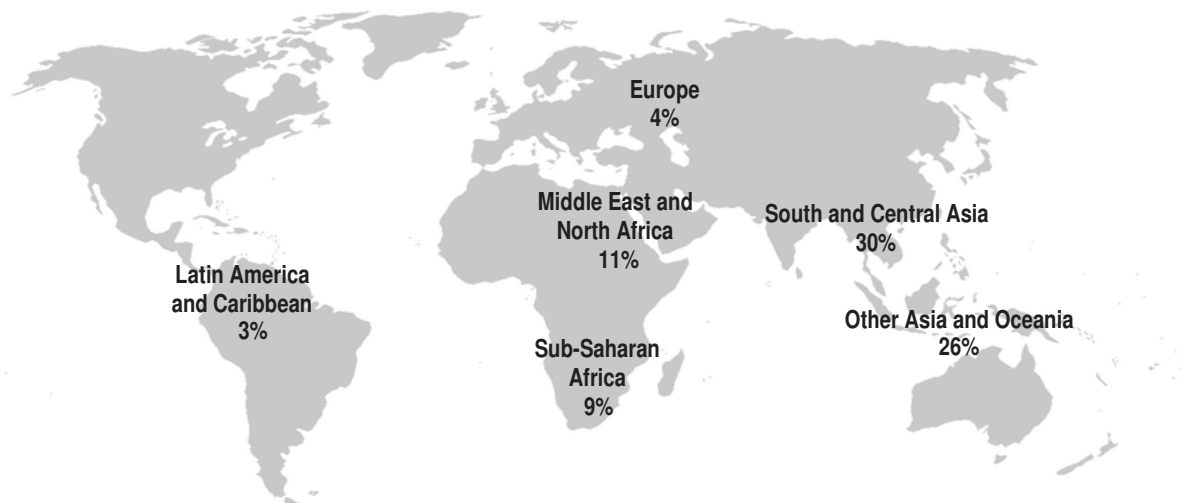 Europe
4%
Middle East and
North Africa
11%
South and Central Asia
30%
Latin America
and Caribbean
3%
Other Asia and Oceania
26%
Sub-Saharan
Africa
9%